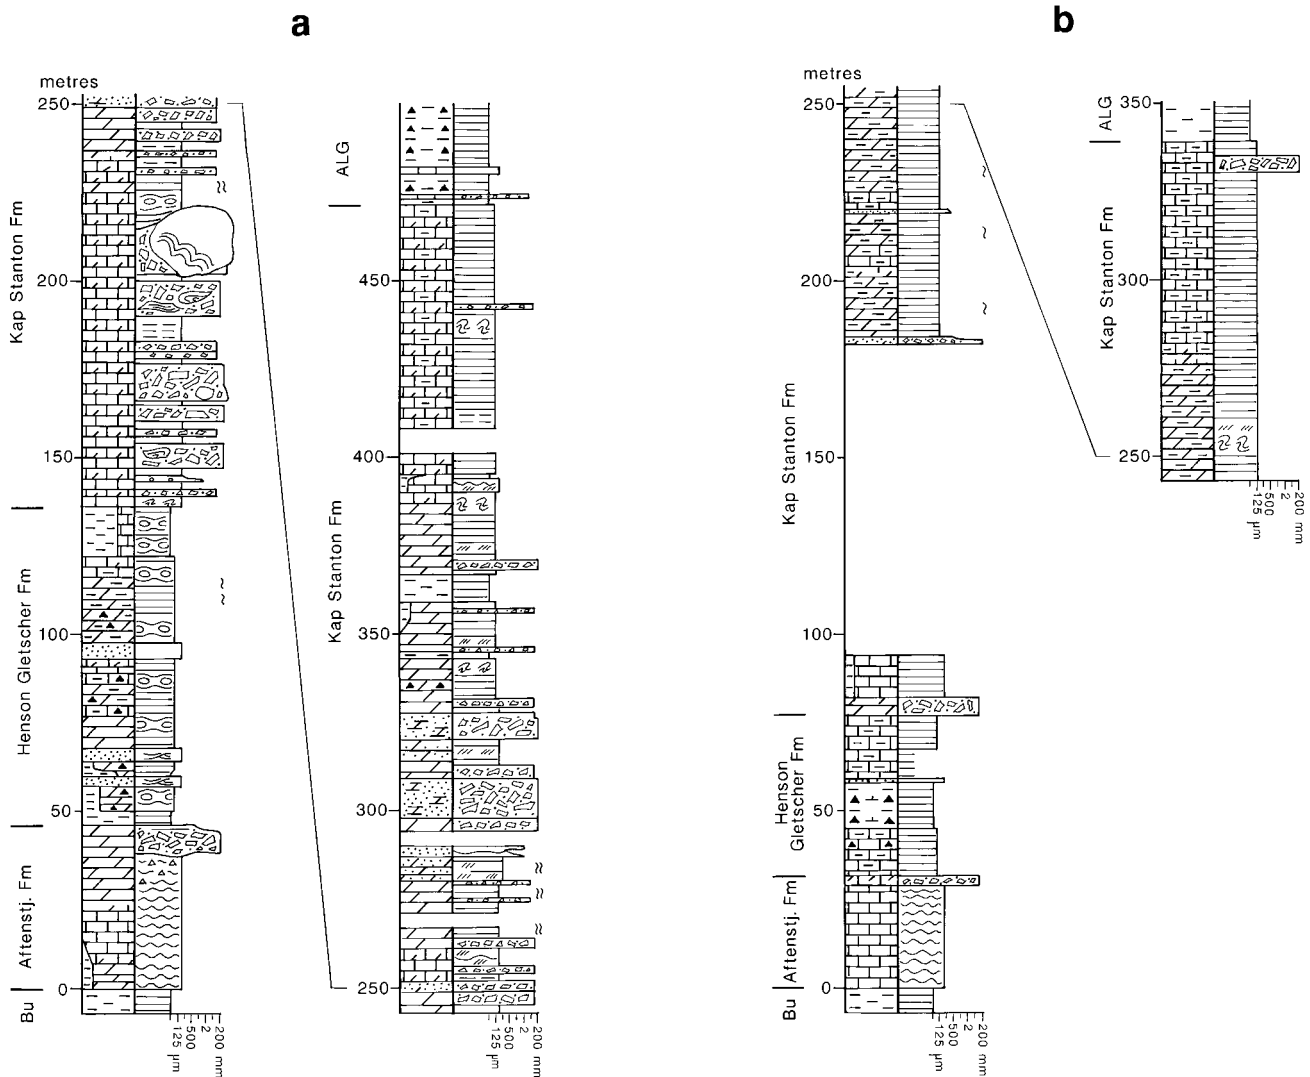 a
b
metres
250
200
150
100
50
0
Kap Stanton Fm
Henson Gletscher Fm
Aftenstj. Fm
Bu
125 µm
500
2
200 mm
ALG
450
400
350
300
250
Kap Stanton Fm
125 µm
500
2
200 mm
metres
250
200
150
100
50
0
Kap Stanton Fm
Henson
Gletscher Fm
Aftenstj. Fm
Bu
125 µm
500
2
200 mm
ALG
350
300
250
Kap Stanton Fm
125 µm
500
2
200 mm